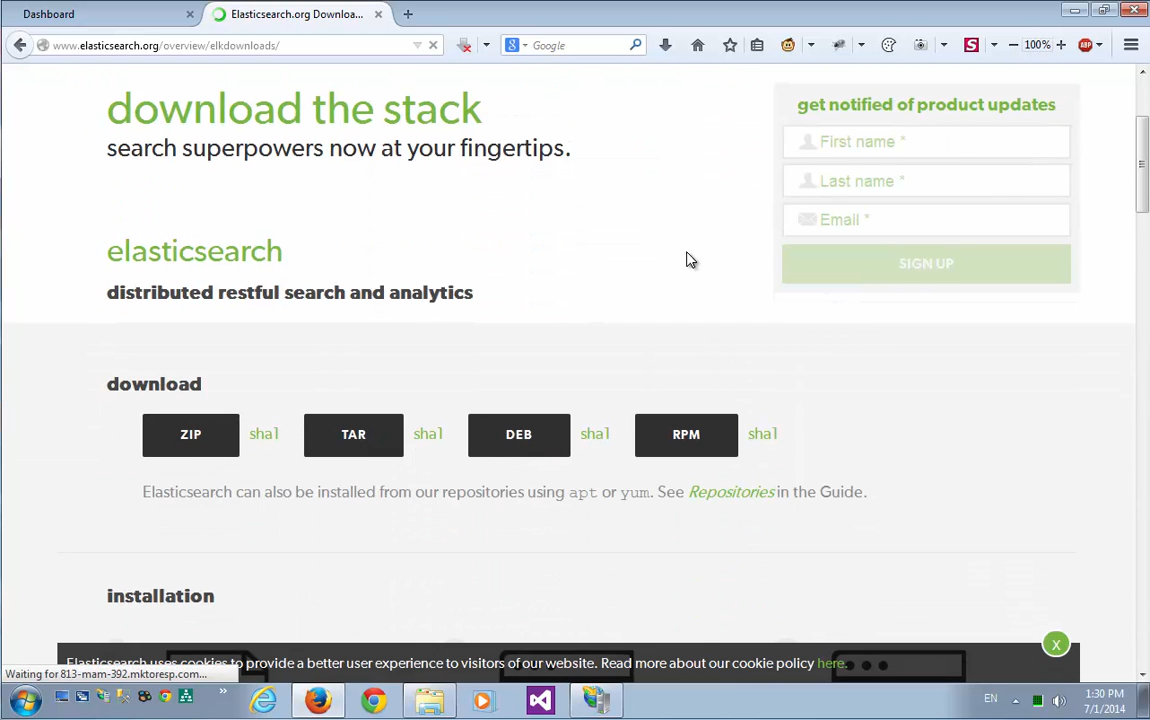 Dashboard
Elasticsearch.org Downloa...
www.elasticsearch.org/overview/elkdownloads/
Google
100%
S
ABP
download the stack
search superpowers now at your fingertips.
get notified of product updates
First name *
Last name *
Email *
SIGN UP
elasticsearch
distributed restful search and analytics
download
ZIP sha1 TAR sha1 DEB sha1 RPM sha1
Elasticsearch can also be installed from our repositories using apt or yum. See Repositories in the Guide.
installation
x
Elasticsearch uses cookies to provide a better user experience to visitors of our website. Read more about our cookie policy here.
Waiting for 813-mam-392.mktoresp.com...
EN
1:30 PM
7/1/2014